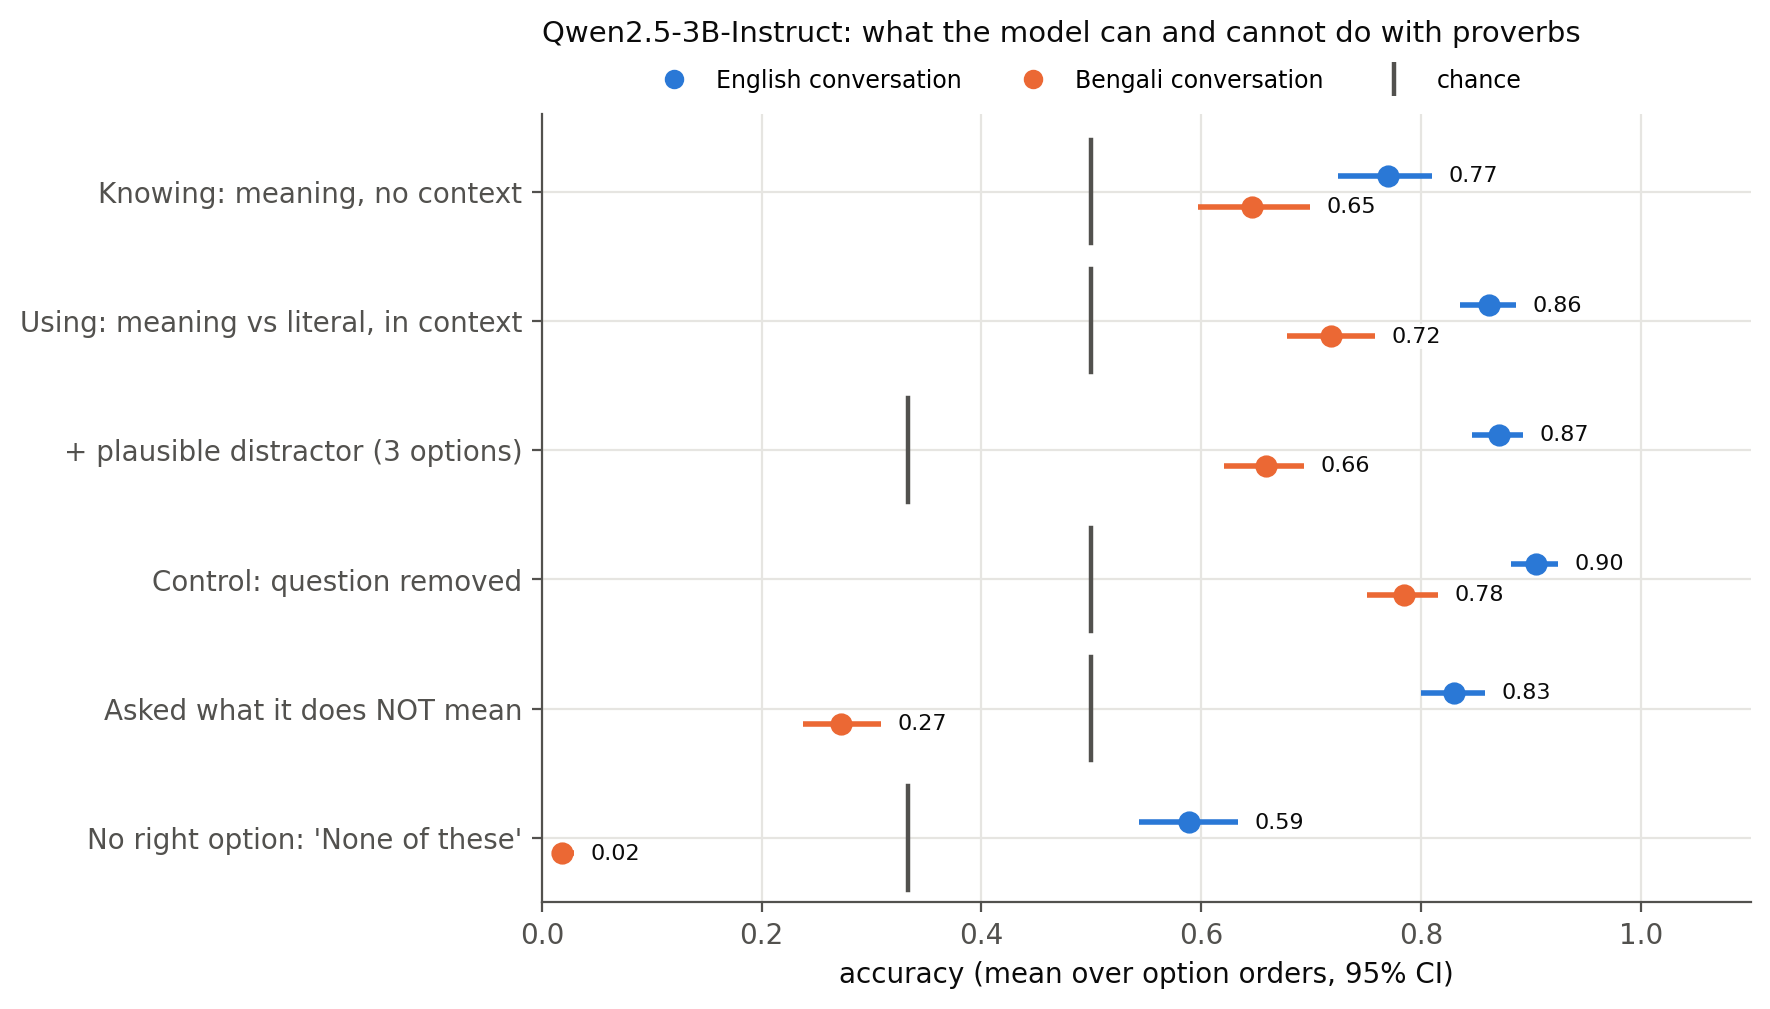 Qwen2.5-3B-Instruct: what the model can and cannot do with proverbs
English conversation Bengali conversation chance
Knowing: meaning, no context
0.77
0.65
Using: meaning vs literal, in context
0.86
0.72
+ plausible distractor (3 options)
0.87
0.66
Control: question removed
0.90
0.78
Asked what it does NOT mean
0.83
0.27
No right option: 'None of these'
0.59
0.02
0.0 0.2 0.4 0.6 0.8 1.0
accuracy (mean over option orders, 95% CI)